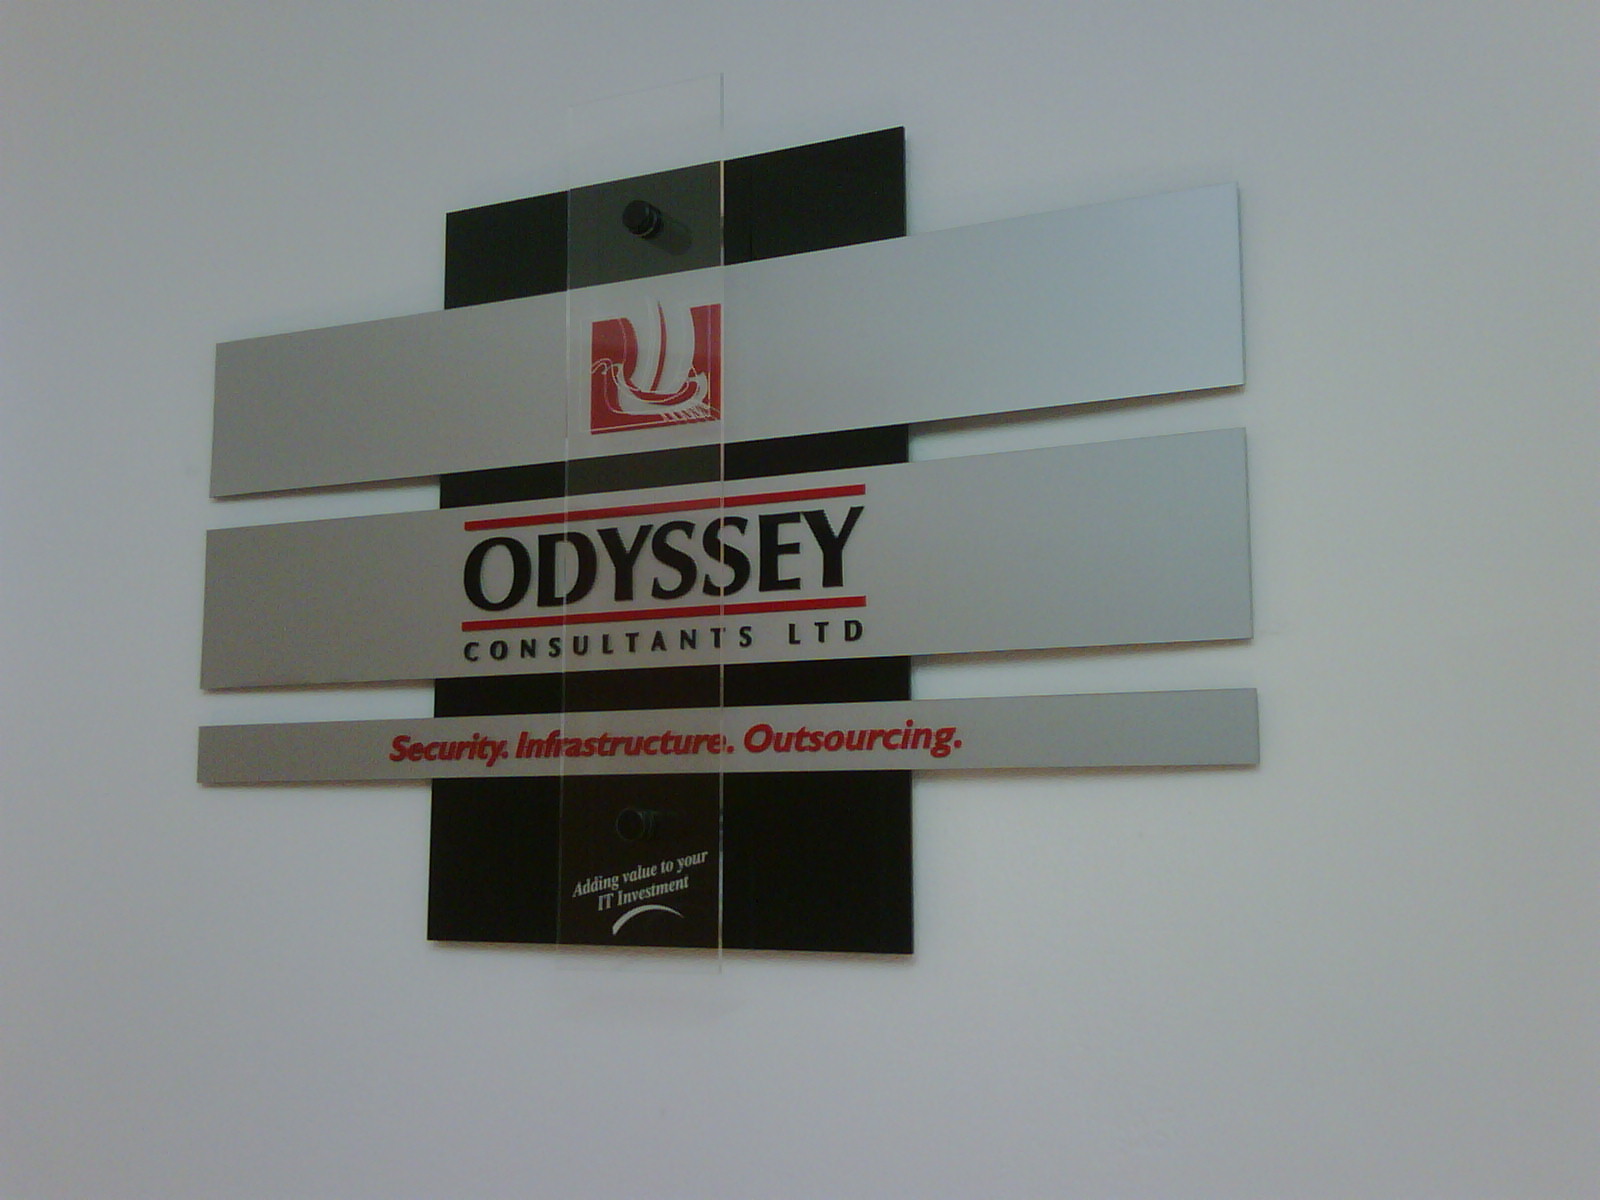 ODYSSEY
CONSULTANTS LTD
Security. Infrastructure. Outsourcing.
Adding value to your
IT Investment